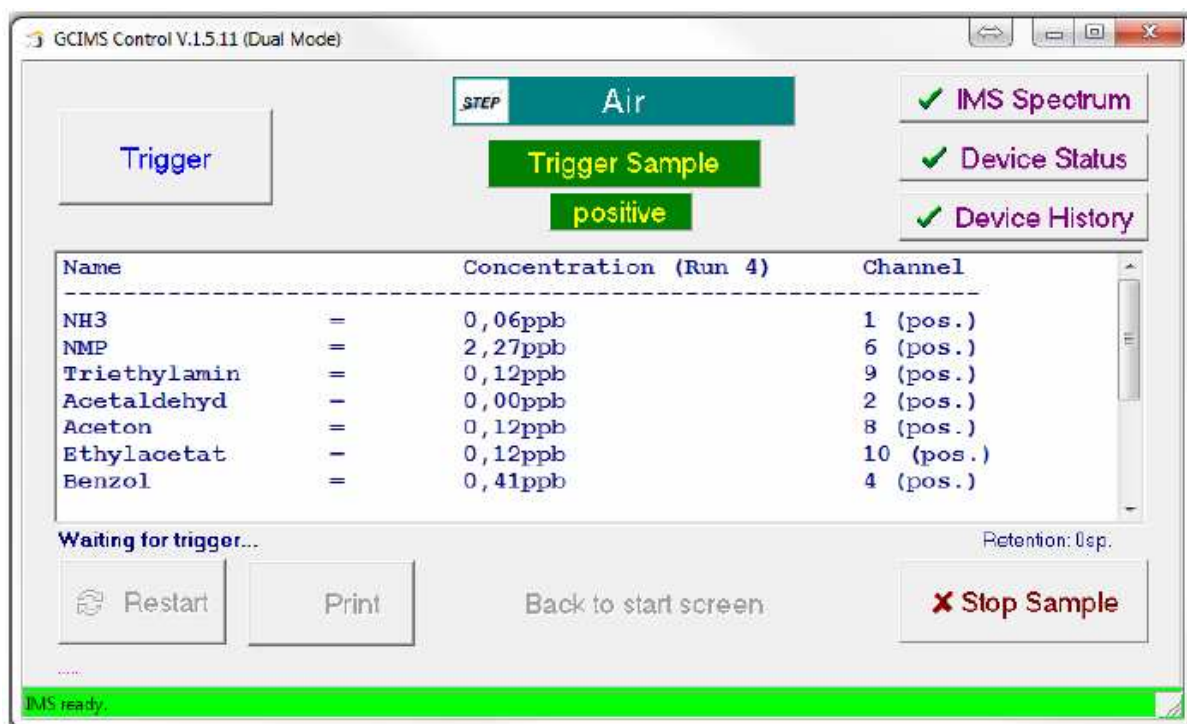 GCIMS Control V.1.5.11 (Dual Mode)
STEP Air
IMS Spectrum
Trigger
Trigger Sample
Device Status
positive
Device History
Name Concentration (Run 4) Channel
--------------------------------------------------------------
NH3 = 0,06ppb 1 (pos.)
NMP = 2,27ppb 6 (pos.)
Triethylamin = 0,12ppb 9 (pos.)
Acetaldehyd = 0,00ppb 2 (pos.)
Aceton = 0,12ppb 8 (pos.)
Ethylacetat = 0,12ppb 10 (pos.)
Benzol = 0,41ppb 4 (pos.)
Waiting for trigger...
Retention: 0sp.
Restart
Print
Back to start screen
Stop Sample
.....
IMS ready.